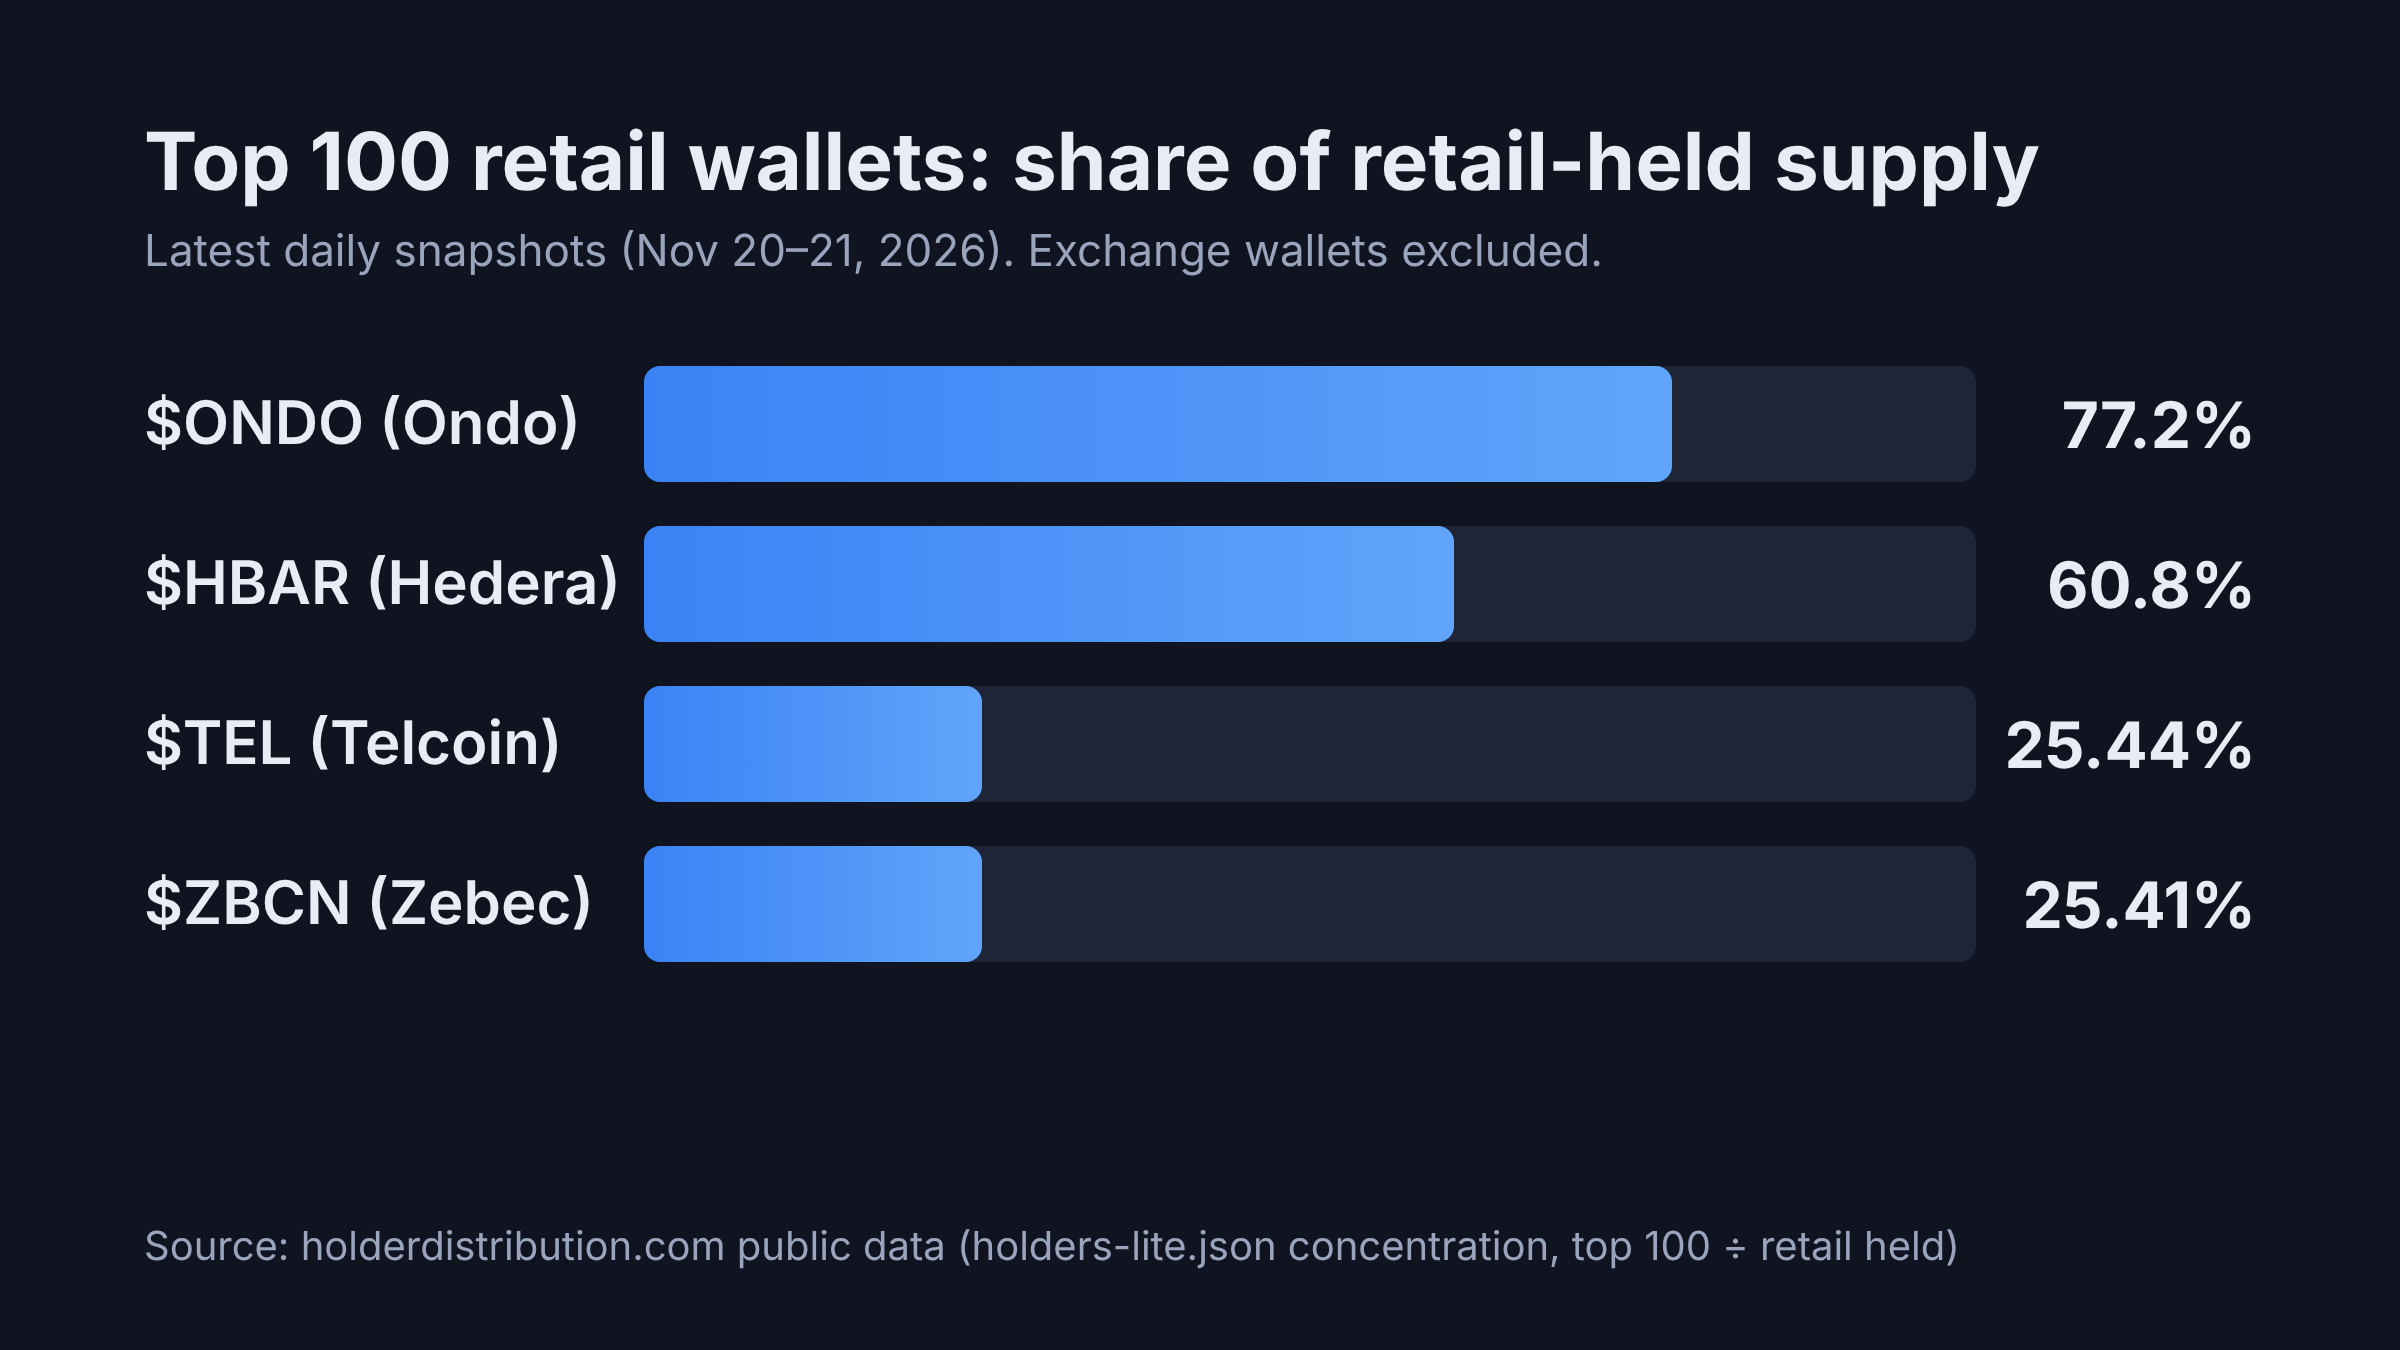 Top 100 retail wallets: share of retail-held supply
Latest daily snapshots (Nov 20–21, 2026). Exchange wallets excluded.
$ONDO (Ondo) 77.2%
$HBAR (Hedera) 60.8%
$TEL (Telcoin) 25.44%
$ZBCN (Zebec) 25.41%
Source: holderdistribution.com public data (holders-lite.json concentration, top 100 ÷ retail held)